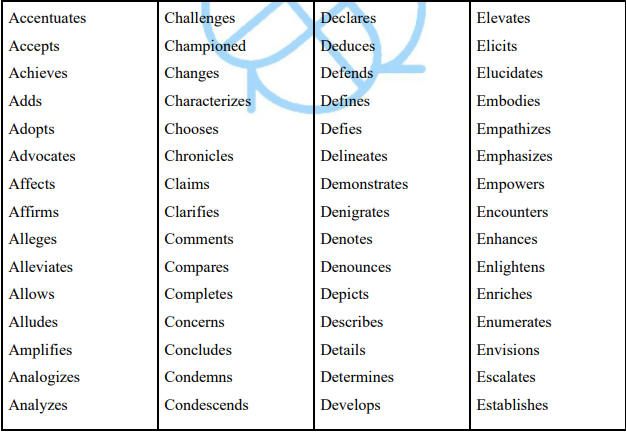 Accentuates Challenges Declares Elevates
Accepts Championed Deduces Elicits
Achieves Changes Defends Elucidates
Adds Characterizes Defines Embodies
Adopts Chooses Defies Empathizes
Advocates Chronicles Delineates Emphasizes
Affects Claims Demonstrates Empowers
Affirms Clarifies Denigrates Encounters
Alleges Comments Denotes Enhances
Alleviates Compares Denounces Enlightens
Allows Completes Depicts Enriches
Alludes Concerns Describes Enumerates
Amplifies Concludes Details Envisions
Analogizes Condemns Determines Escalates
Analyzes Condescends Develops Establishes